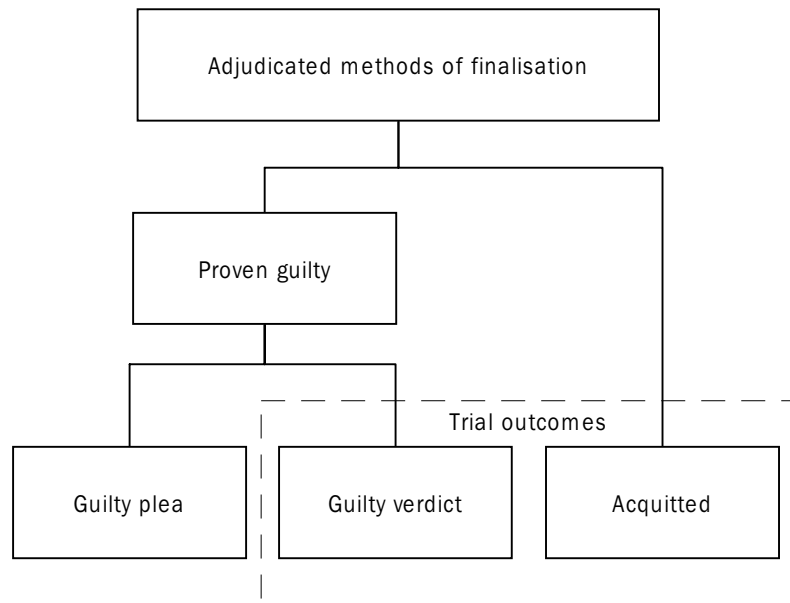 Adjudicated methods of finalisation
Proven guilty
Trial outcomes
Guilty plea
Guilty verdict
Acquitted